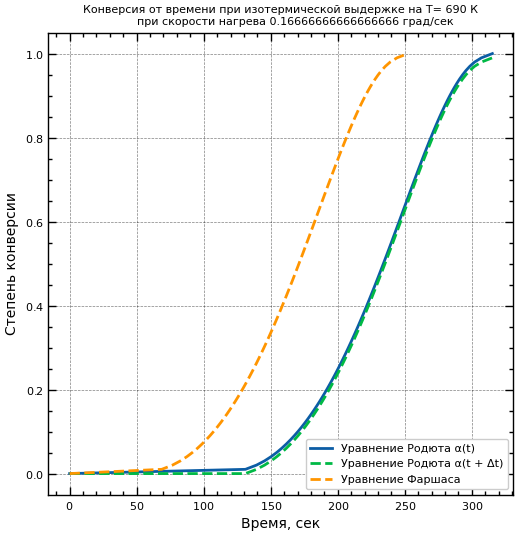 Конверсия от времени при изотермической выдержке на T= 690 К
при скорости нагрева 0.16666666666666666 град/сек
Степень конверсии
1.0
0.8
0.6
0.4
0.2
0.0
0
50
100
150
200
250
300
Время, сек
Уравнение Родюта α(t)
Уравнение Родюта α(t + Δt)
Уравнение Фаршаса